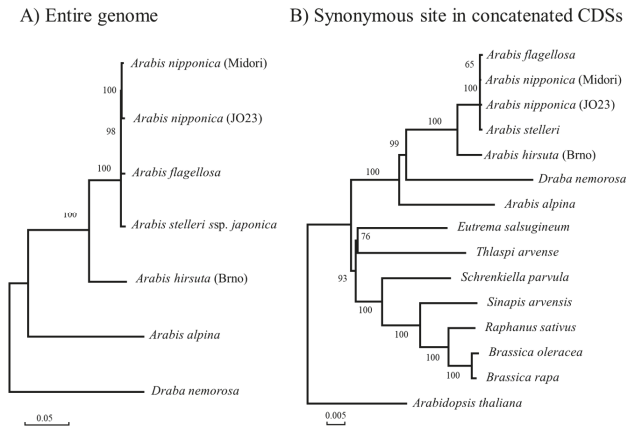 A) Entire genome
Arabis nipponica (Midori)
100
Arabis nipponica (JO23)
98
100
Arabis flagellosa
100
Arabis stelleri ssp. japonica
Arabis hirsuta (Brno)
Arabis alpina
Draba nemorosa
0.05
B) Synonymous site in concatenated CDSs
Arabis flagellosa
65
Arabis nipponica (Midori)
100
Arabis nipponica (JO23)
100
Arabis stelleri
99
Arabis hirsuta (Brno)
100
Draba nemorosa
Arabis alpina
Eutrema salsugineum
76
Thlaspi arvense
93
Schrenkiella parvula
100
Sinapis arvensis
100
Raphanus sativus
100
Brassica oleracea
100
Brassica rapa
Arabidopsis thaliana
0.005